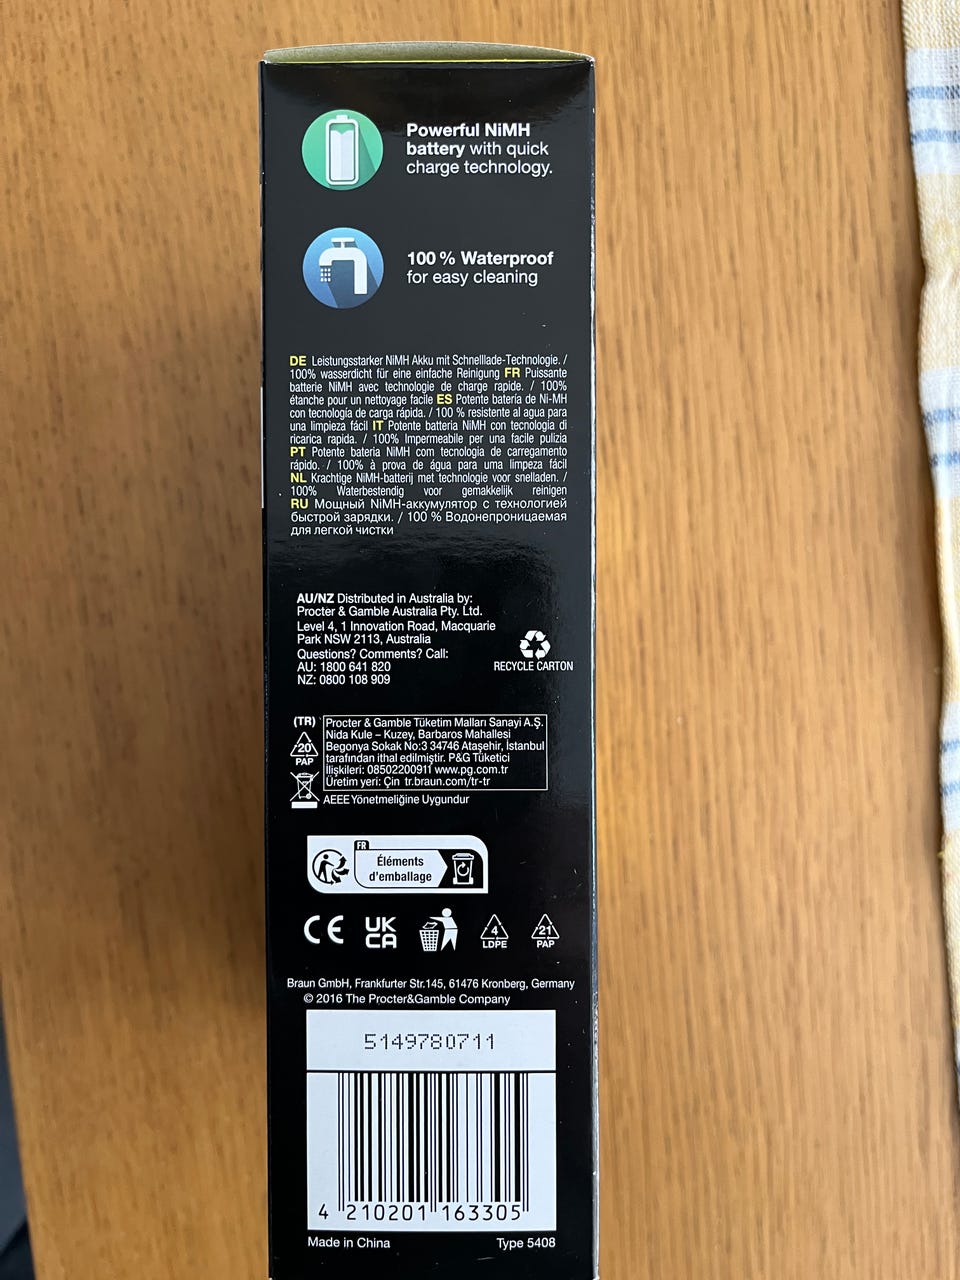 Powerful NiMH
battery with quick
charge technology.
100 % Waterproof
for easy cleaning
DE Leistungsstarker NiMH Akku mit Schnelllade-Technologie. /
100% wasserdicht für eine einfache Reinigung FR Puissante
batterie NiMH avec technologie de charge rapide. / 100%
étanche pour un nettoyage facile ES Potente batería de Ni-MH
con tecnología de carga rápida. / 100 % resistente al agua para
una limpieza fácil IT Potente batteria NiMH con tecnologia di
ricarica rapida. / 100% Impermeabile per una facile pulizia
PT Potente bateria NiMH com tecnologia de carregamento
rápido. / 100% à prova de água para uma limpeza fácil
NL Krachtige NiMH-batterij met technologie voor snelladen. /
100% Waterbestendig voor gemakkelijk reinigen
RU Мощный NiMH-аккумулятор с технологией
быстрой зарядки. / 100 % Водонепроницаемая
для легкой чистки
AU/NZ Distributed in Australia by:
Procter & Gamble Australia Pty. Ltd.
Level 4, 1 Innovation Road, Macquarie
Park NSW 2113, Australia
Questions? Comments? Call:
AU: 1800 641 820
NZ: 0800 108 909
RECYCLE CARTON
(TR)
20
PAP
Procter & Gamble Tüketim Malları Sanayi A.Ş.
Nida Kule – Kuzey, Barbaros Mahallesi
Begonya Sokak No:3 34746 Ataşehir, İstanbul
tarafından ithal edilmiştir. P&G Tüketici
İlişkileri: 08502200911 www.pg.com.tr
Üretim yeri: Çin tr.braun.com/tr-tr
AEEE Yönetmeliğine Uygundur
FR
Éléments
d'emballage
CE
UK
CA
4
LDPE
21
PAP
Braun GmbH, Frankfurter Str.145, 61476 Kronberg, Germany
© 2016 The Procter&Gamble Company
5149780711
4 210201 163305
Made in China Type 5408